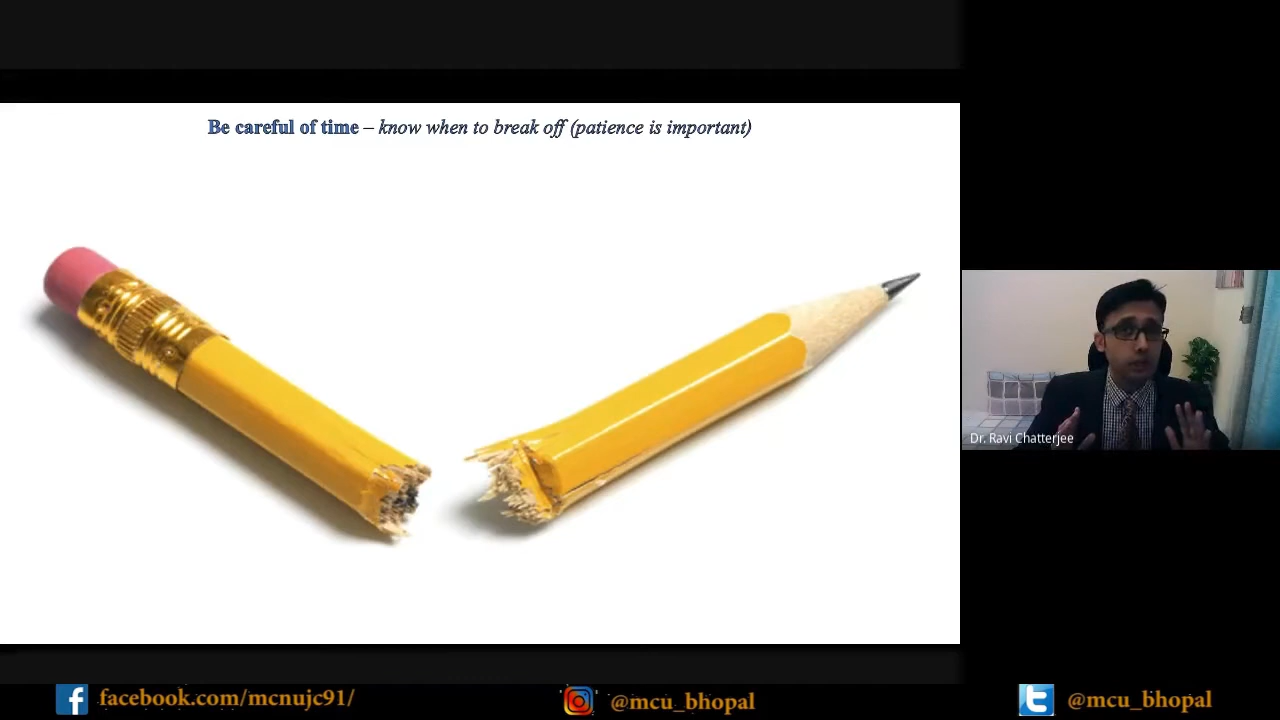 Be careful of time – know when to break off (patience is important)
Dr. Ravi Chatterjee
facebook.com/mcnujc91/
@mcu_bhopal
@mcu_bhopal